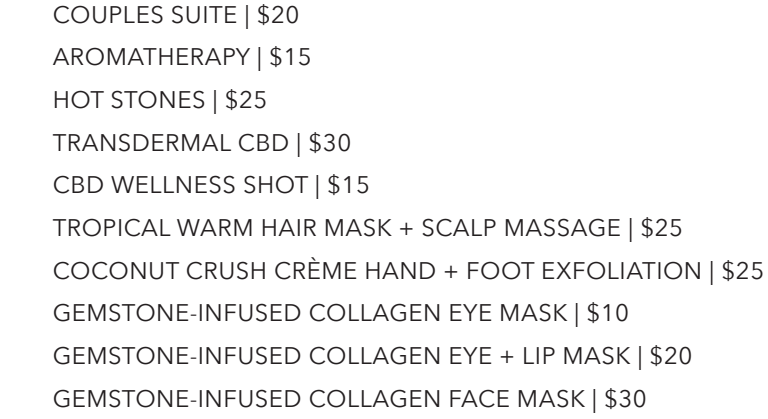 COUPLES SUITE | $20
AROMATHERAPY | $15
HOT STONES | $25
TRANSDERMAL CBD | $30
CBD WELLNESS SHOT | $15
TROPICAL WARM HAIR MASK + SCALP MASSAGE | $25
COCONUT CRUSH CRÈME HAND + FOOT EXFOLIATION | $25
GEMSTONE-INFUSED COLLAGEN EYE MASK | $10
GEMSTONE-INFUSED COLLAGEN EYE + LIP MASK | $20
GEMSTONE-INFUSED COLLAGEN FACE MASK | $30